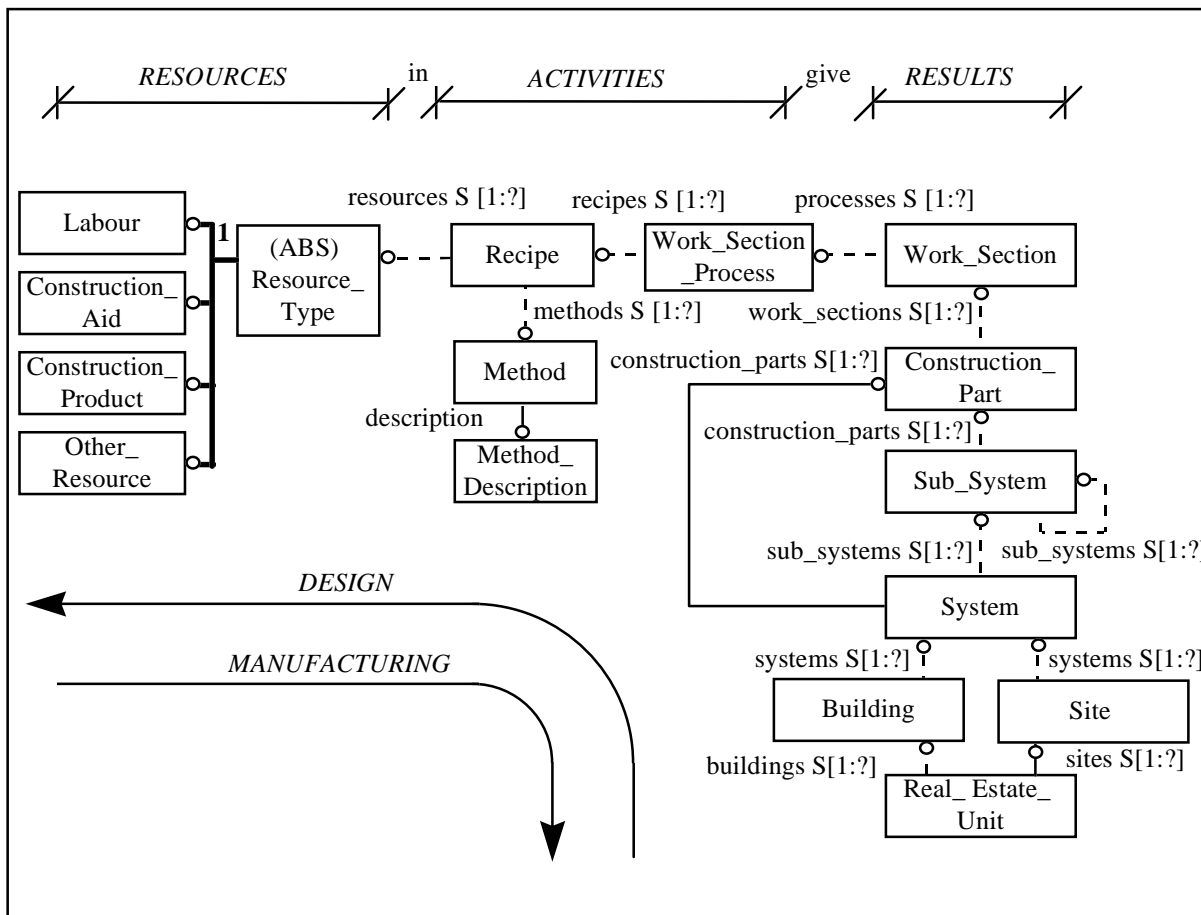 RESOURCES in ACTIVITIES give RESULTS
resources S [1:?] recipes S [1:?] processes S [1:?]
Labour
1
(ABS)
Resource_
Type
Recipe
Work_Section
_Process
Work_Section
Construction_
Aid
methods S [1:?]
work_sections S[1:?]
Construction_
Product
Method
construction_parts S[1:?]
Construction_
Part
description
construction_parts S[1:?]
Other_
Resource
Method_
Description
Sub_System
sub_systems S[1:?]
sub_systems S[1:?]
DESIGN
System
MANUFACTURING
systems S[1:?]
systems S[1:?]
Building
Site
buildings S[1:?]
sites S[1:?]
Real_ Estate_
Unit